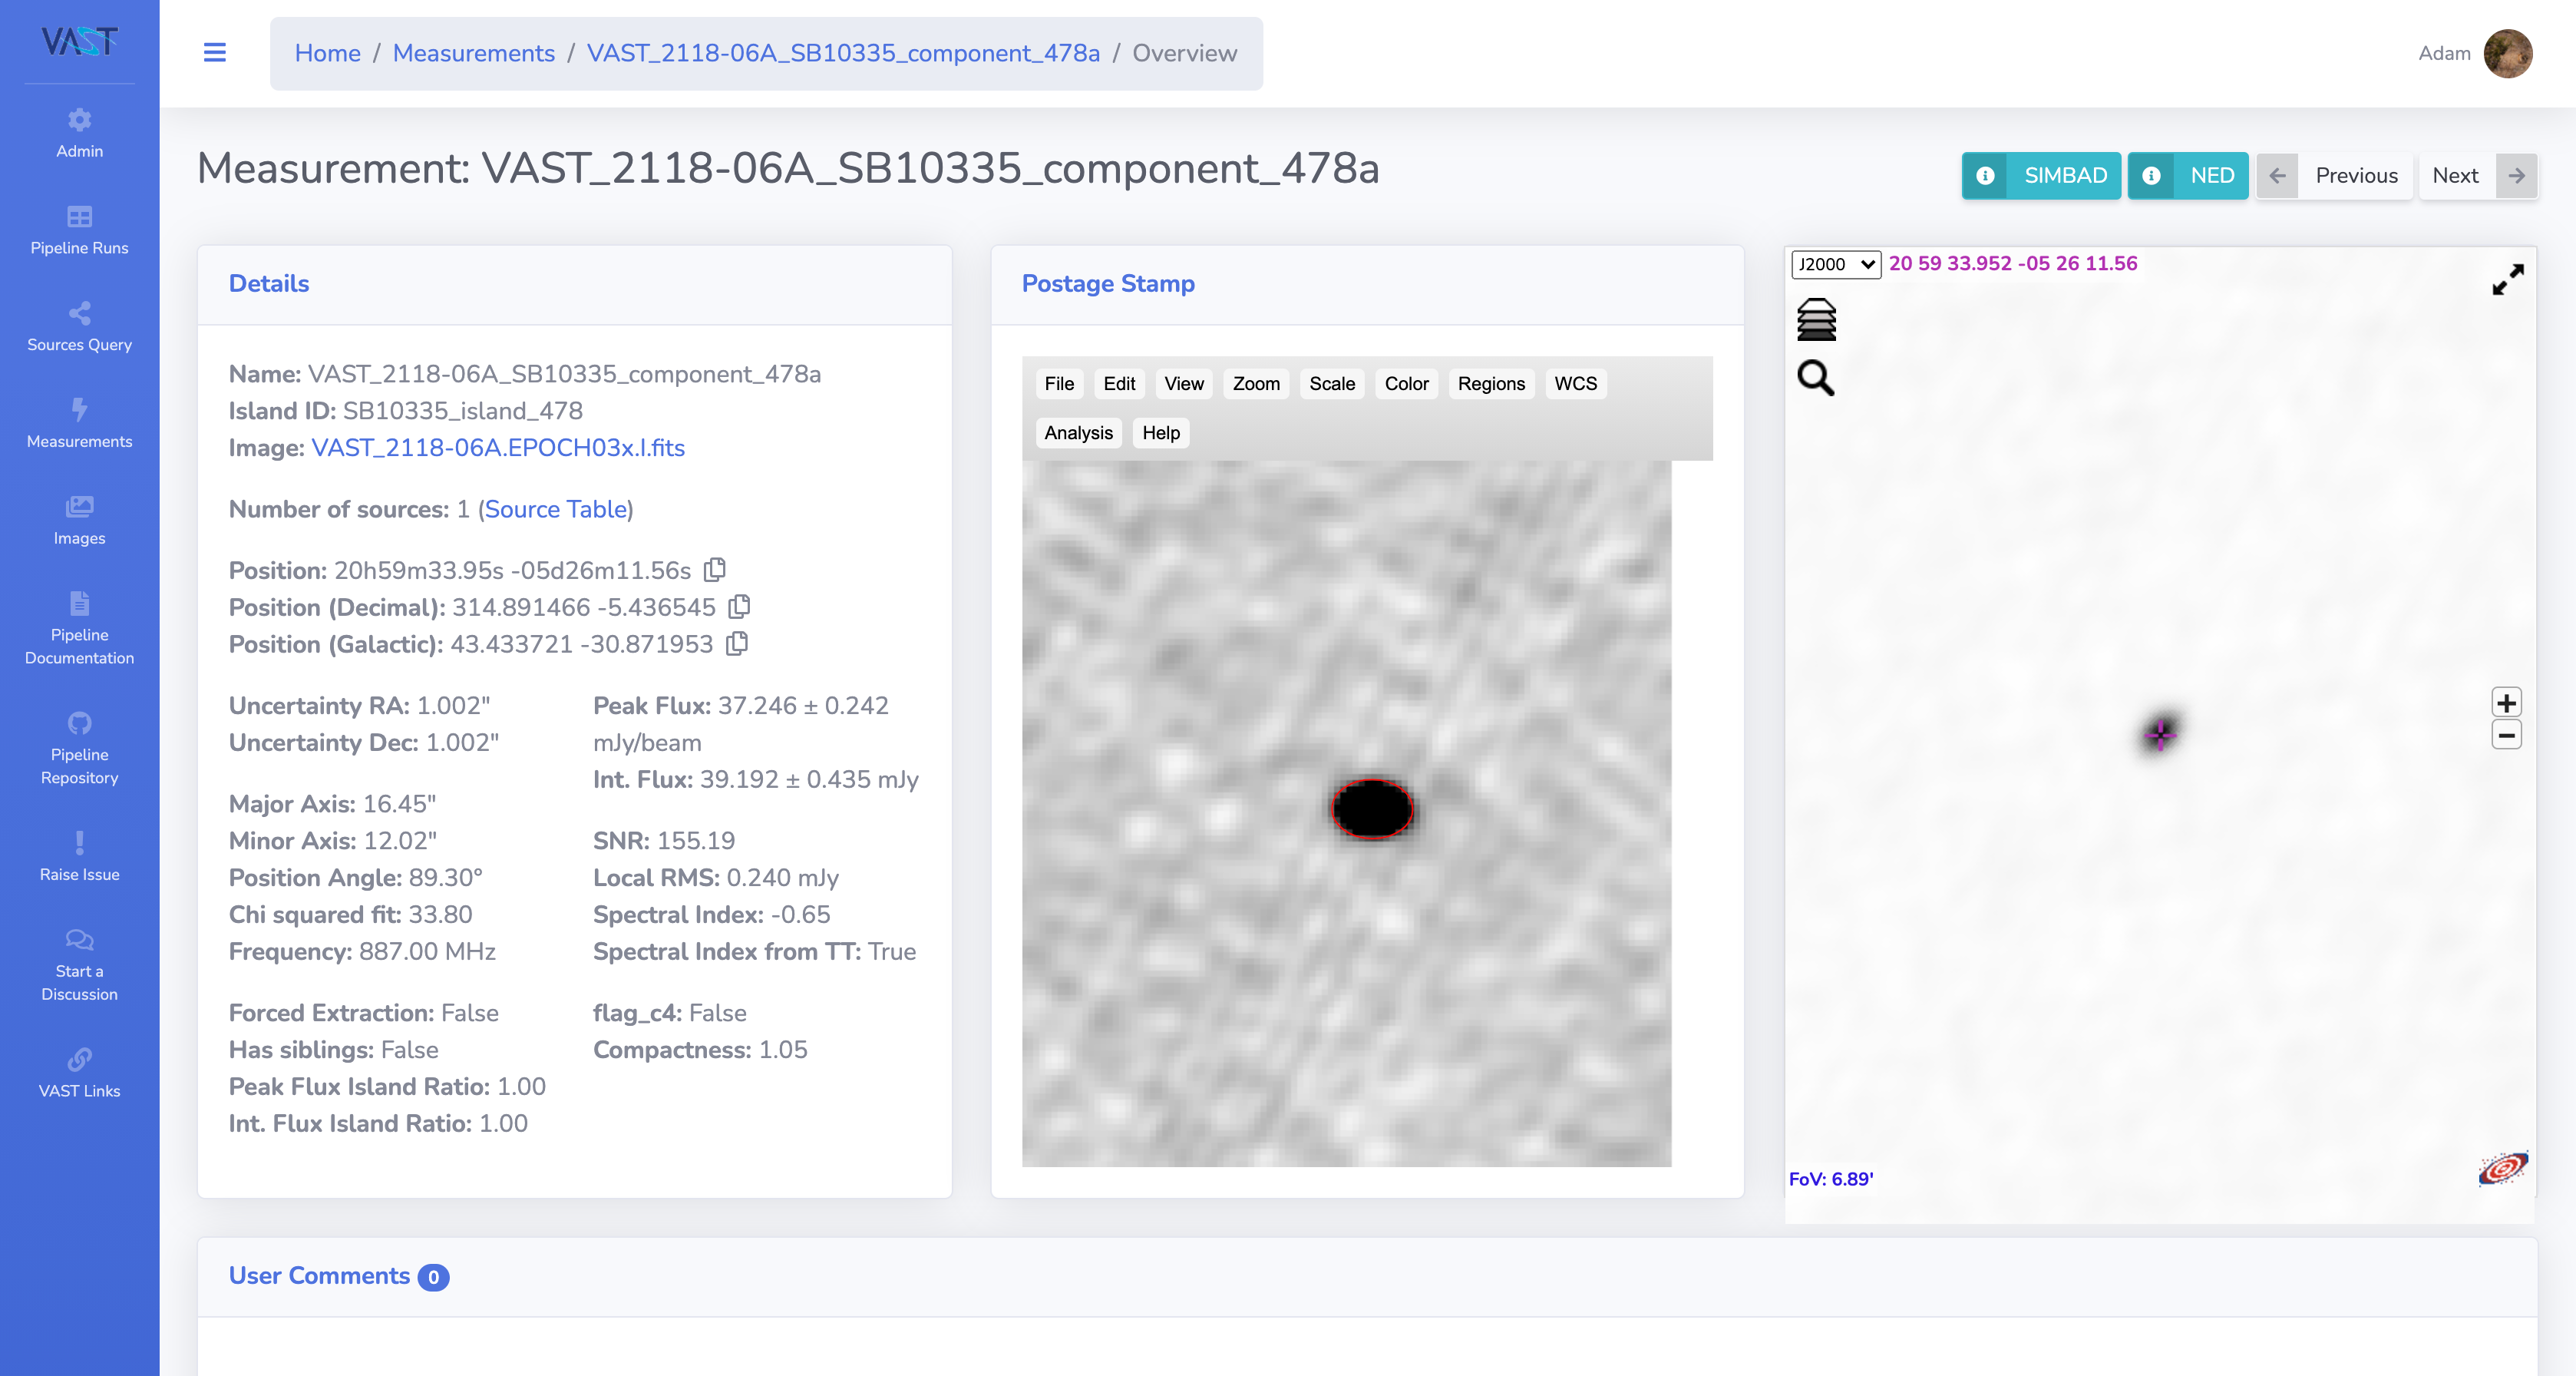 VAST
Admin
Pipeline Runs
Sources Query
Measurements
Images
Pipeline
Documentation
Pipeline
Repository
Raise Issue
Start a
Discussion
VAST Links
Home / Measurements / VAST_2118-06A_SB10335_component_478a / Overview
Adam
Measurement: VAST_2118-06A_SB10335_component_478a
SIMBAD
NED
Previous
Next
Details
Name: VAST_2118-06A_SB10335_component_478a
Island ID: SB10335_island_478
Image: VAST_2118-06A.EPOCH03x.I.fits
Number of sources: 1 (Source Table)
Position: 20h59m33.95s -05d26m11.56s
Position (Decimal): 314.891466 -5.436545
Position (Galactic): 43.433721 -30.871953
Uncertainty RA: 1.002"
Uncertainty Dec: 1.002"
Major Axis: 16.45"
Minor Axis: 12.02"
Position Angle: 89.30°
Chi squared fit: 33.80
Frequency: 887.00 MHz
Forced Extraction: False
Has siblings: False
Peak Flux Island Ratio: 1.00
Int. Flux Island Ratio: 1.00
Peak Flux: 37.246 ± 0.242
mJy/beam
Int. Flux: 39.192 ± 0.435 mJy
SNR: 155.19
Local RMS: 0.240 mJy
Spectral Index: -0.65
Spectral Index from TT: True
flag_c4: False
Compactness: 1.05
Postage Stamp
File Edit View Zoom Scale Color Regions WCS
Analysis Help
J2000 20 59 33.952 -05 26 11.56
FoV: 6.89'
User Comments 0